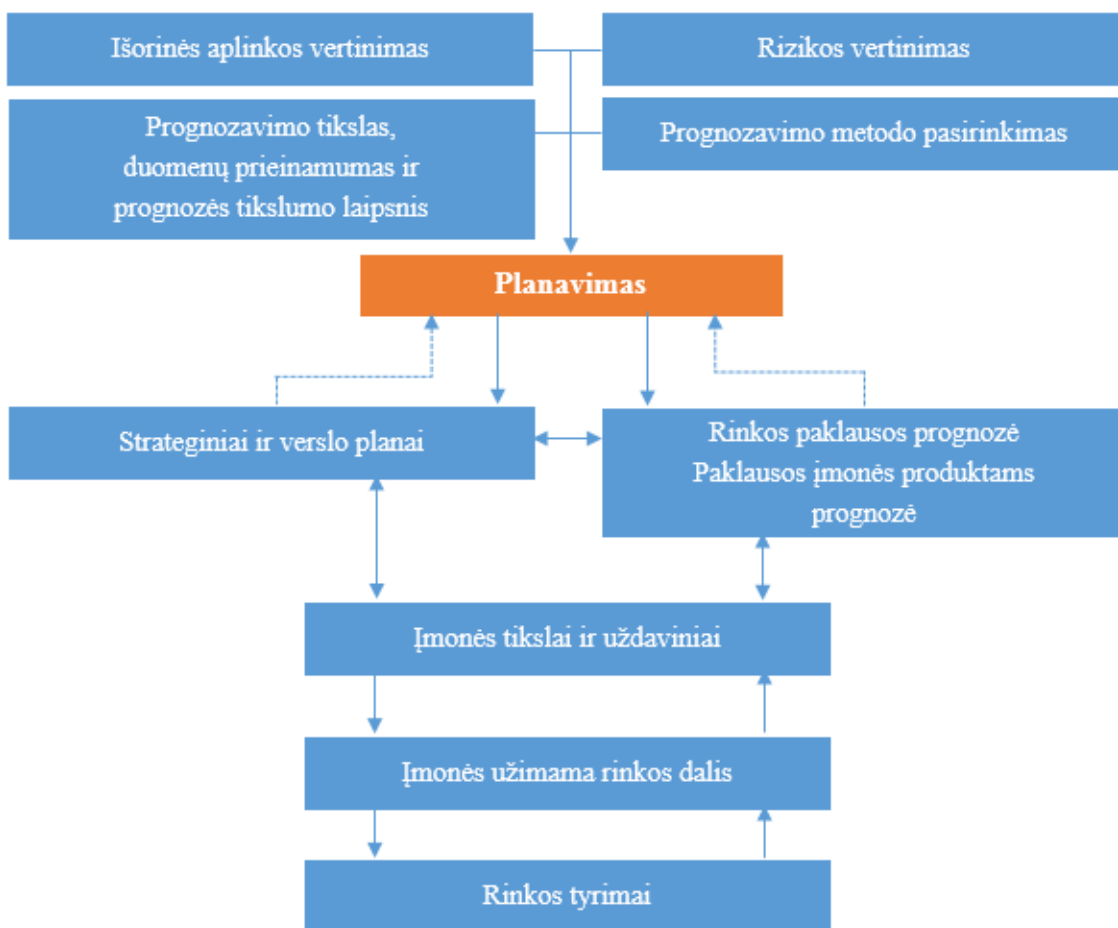 Išorinės aplinkos vertinimas
Rizikos vertinimas
Prognozavimo tikslas,
duomenų prieinamumas ir
prognozės tikslumo laipsnis
Prognozavimo metodo pasirinkimas
Planavimas
Strateginiai ir verslo planai
Rinkos paklausos prognozė
Paklausos įmonės produktams
prognozė
Įmonės tikslai ir uždaviniai
Įmonės užimama rinkos dalis
Rinkos tyrimai